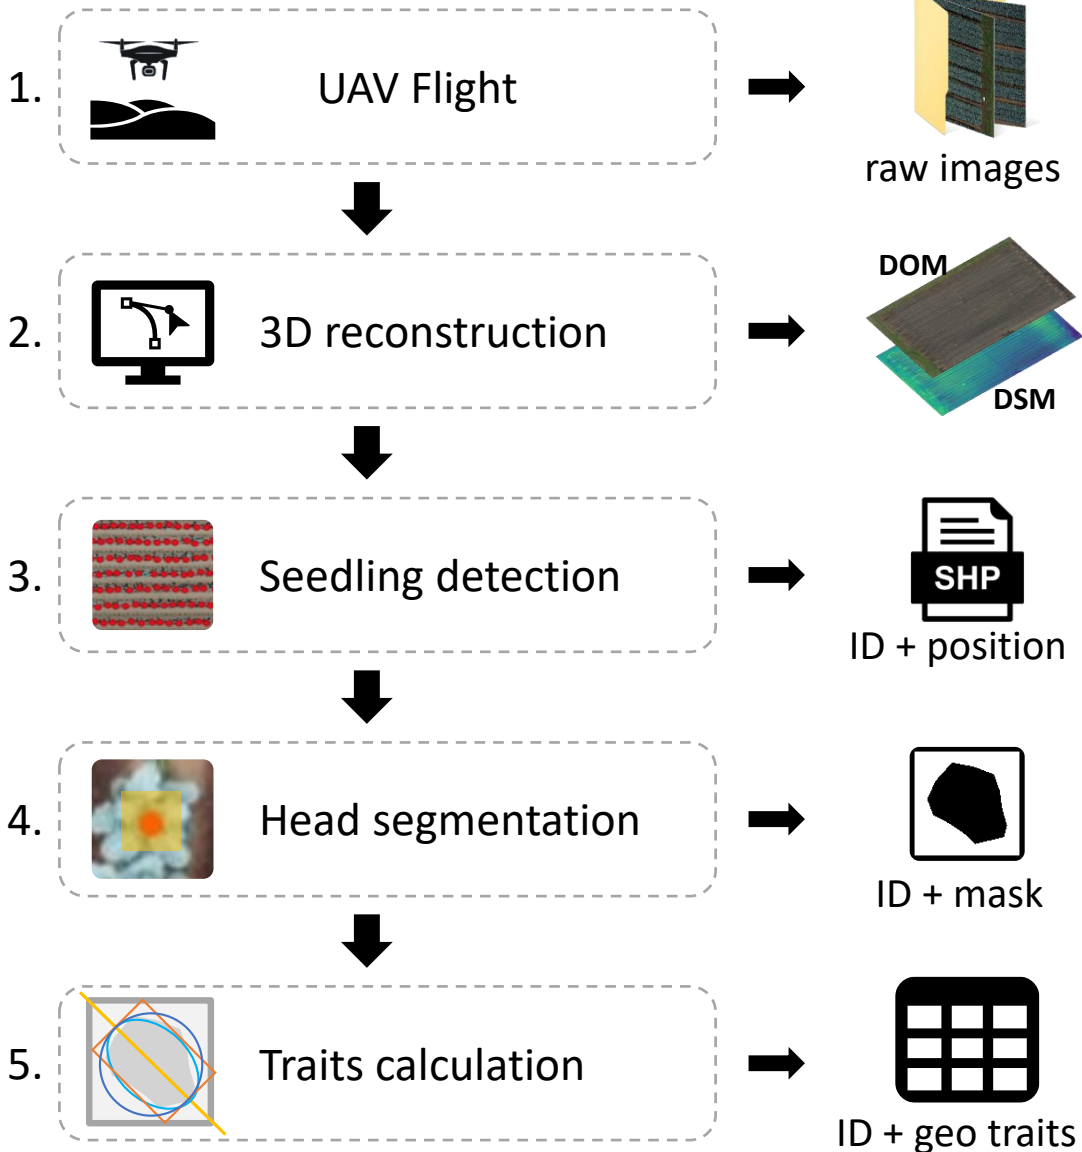 1.
UAV Flight
raw images
2.
3D reconstruction
DOM
DSM
3.
Seedling detection
SHP
ID + position
4.
Head segmentation
ID + mask
5.
Traits calculation
ID + geo traits